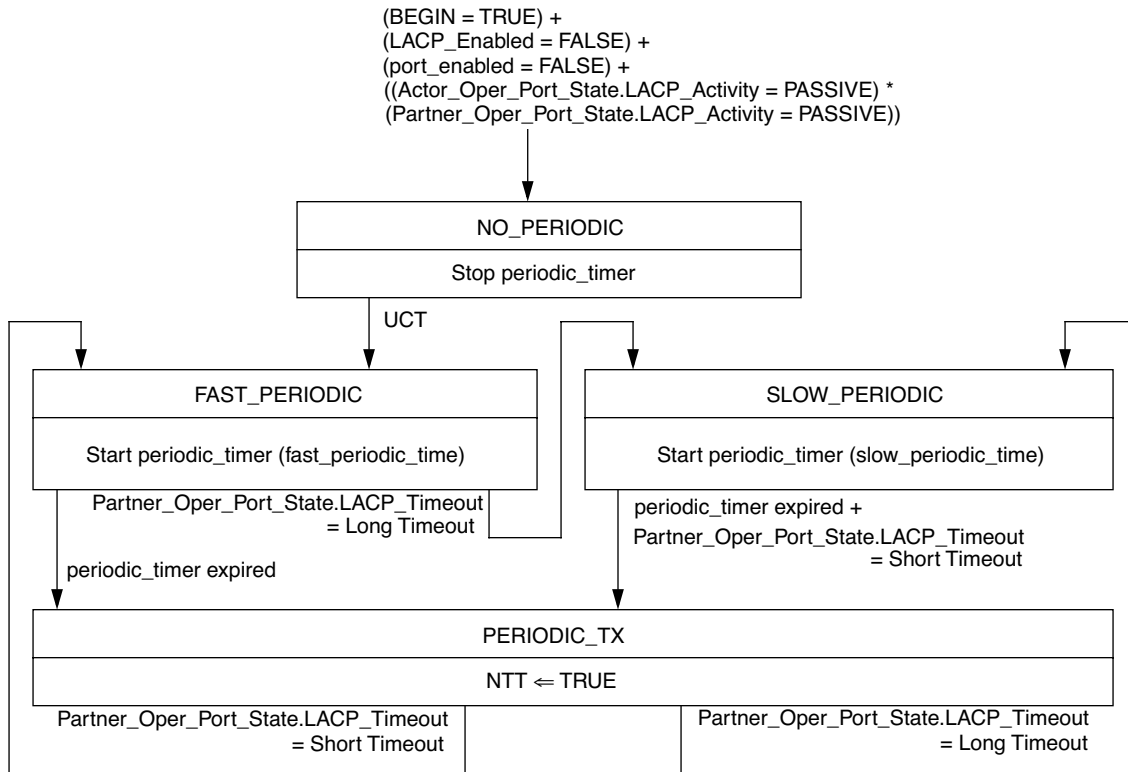 (BEGIN = TRUE) +
(LACP_Enabled = FALSE) +
(port_enabled = FALSE) +
((Actor_Oper_Port_State.LACP_Activity = PASSIVE) *
(Partner_Oper_Port_State.LACP_Activity = PASSIVE))
NO_PERIODIC
Stop periodic_timer
UCT
FAST_PERIODIC
Start periodic_timer (fast_periodic_time)
SLOW_PERIODIC
Start periodic_timer (slow_periodic_time)
Partner_Oper_Port_State.LACP_Timeout
= Long Timeout
periodic_timer expired
periodic_timer expired +
Partner_Oper_Port_State.LACP_Timeout
= Short Timeout
PERIODIC_TX
NTT ⇐ TRUE
Partner_Oper_Port_State.LACP_Timeout
= Short Timeout
Partner_Oper_Port_State.LACP_Timeout
= Long Timeout